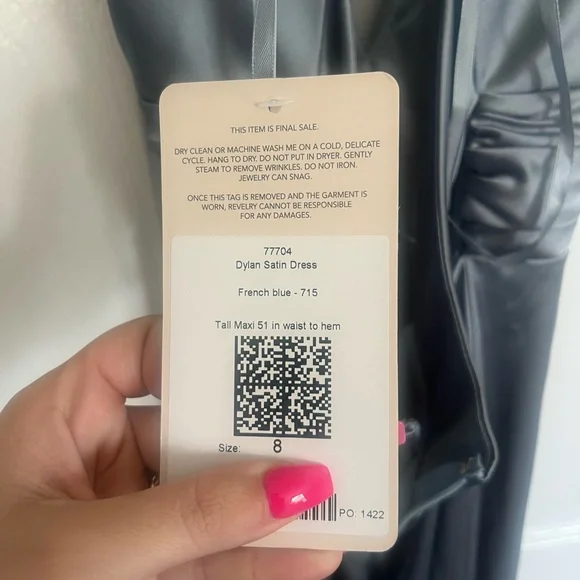 THIS ITEM IS FINAL SALE.
DRY CLEAN OR MACHINE WASH ME ON A COLD, DELICATE
CYCLE. HANG TO DRY. DO NOT PUT IN DRYER. GENTLY
STEAM TO REMOVE WRINKLES. DO NOT IRON.
JEWELRY CAN SNAG.
ONCE THIS TAG IS REMOVED AND THE GARMENT IS
WORN, REVELRY CANNOT BE RESPONSIBLE
FOR ANY DAMAGES.
77704
Dylan Satin Dress
French blue - 715
Tall Maxi 51 in waist to hem
Size: 8
PO: 1422